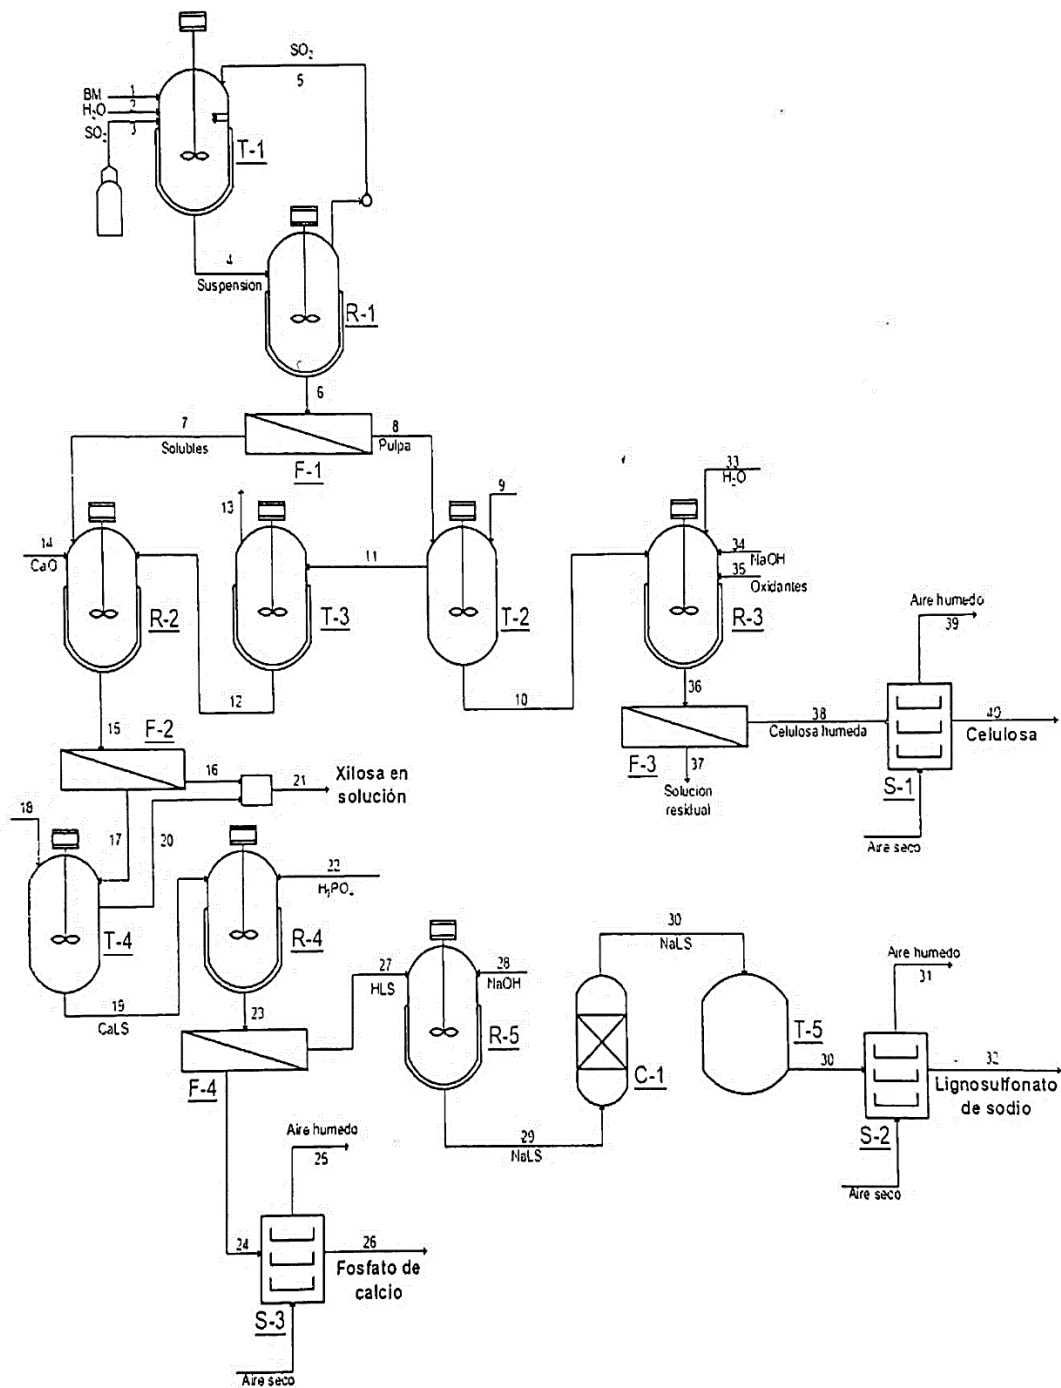 SO2
5
BM 1
H2O 2
SO2 3
T-1
4
Suspension
R-1
6
7
Solubles
8
Pulpa
F-1
9
33
H2O
13
14
CaO
11
34
NaOH
35
Oxidantes
R-2
T-3
T-2
R-3
Aire humedo
39
12
10
36
15
F-2
38
Celulosa humeda
40
Celulosa
F-3
37
Solucion
residual
S-1
16
21
Xilosa en
solución
18
17
20
Aire seco
22
T-4
R-4
30
NaLS
27
HLS
28
NaOH
Aire humedo
31
19
CaLS
23
R-5
T-5
F-4
C-1
30
32
Lignosulfonato
de sodio
29
NaLS
S-2
Aire humedo
25
Aire seco
24
26
Fosfato de
calcio
S-3
Aire seco